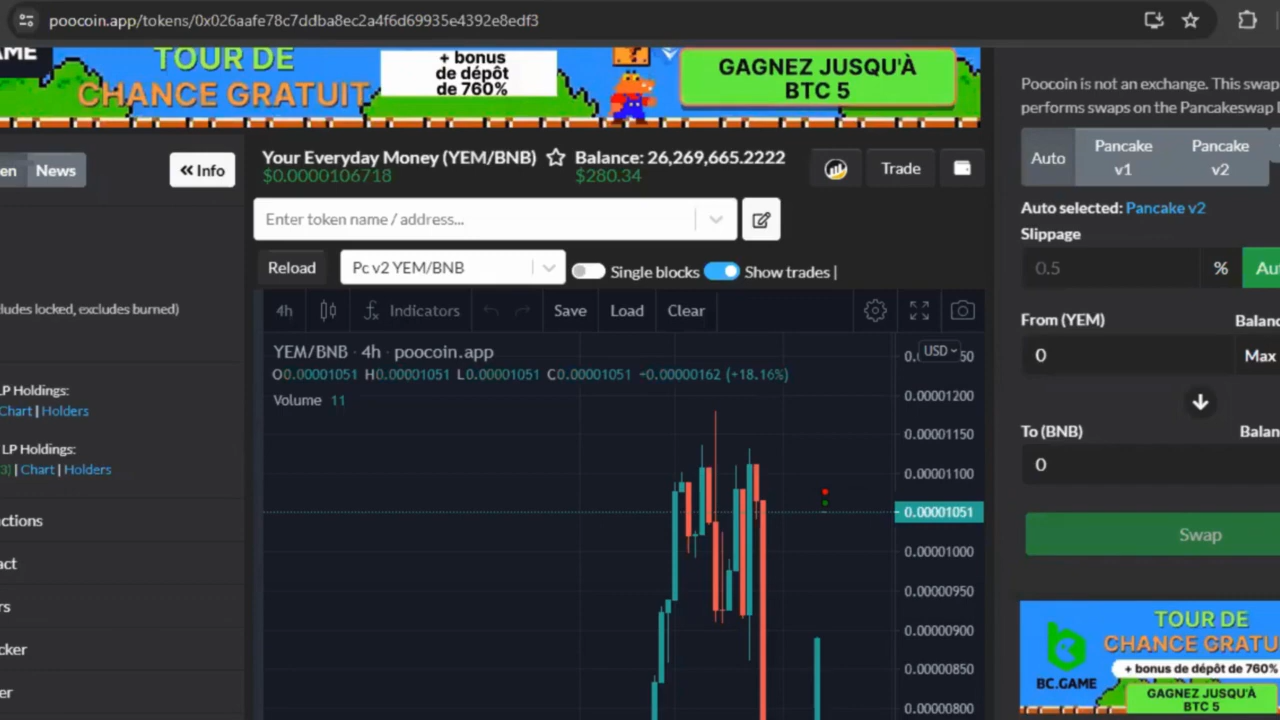 poocoin.app/tokens/0x026aafe78c7ddba8ec2a4f6d69935e4392e8edf3
TOUR DE
CHANCE GRATUIT
+ bonus
de dépôt
de 760%
GAGNEZ JUSQU'À
BTC 5
Poocoin is not an exchange. This swap
performs swaps on the Pancakeswap
News
Info
Your Everyday Money (YEM/BNB)
$0.0000106718
Balance: 26,269,665.2222
$280.34
Trade
Auto
Pancake
v1
Pancake
v2
Auto selected: Pancake v2
Enter token name / address...
Slippage
0.5
%
Reload
Pc v2 YEM/BNB
Single blocks
Show trades |
ludes locked, excludes burned)
4h
Indicators
Save
Load
Clear
From (YEM)
YEM/BNB · 4h · poocoin.app
USD
0
Max
O0.00001051 H0.00001051 L0.00001051 C0.00001051 +0.00000162 (+18.16%)
Volume 11
LP Holdings:
Chart | Holders
LP Holdings:
3) | Chart | Holders
0.00001200
0.00001150
0.00001100
0.00001051
0.00001000
0.00000950
0.00000900
0.00000850
0.00000800
To (BNB)
0
Swap
TOUR DE
CHANCE GRATU
+ bonus de dépôt de 760%
GAGNEZ JUSQU'À
BTC 5
BC.GAME